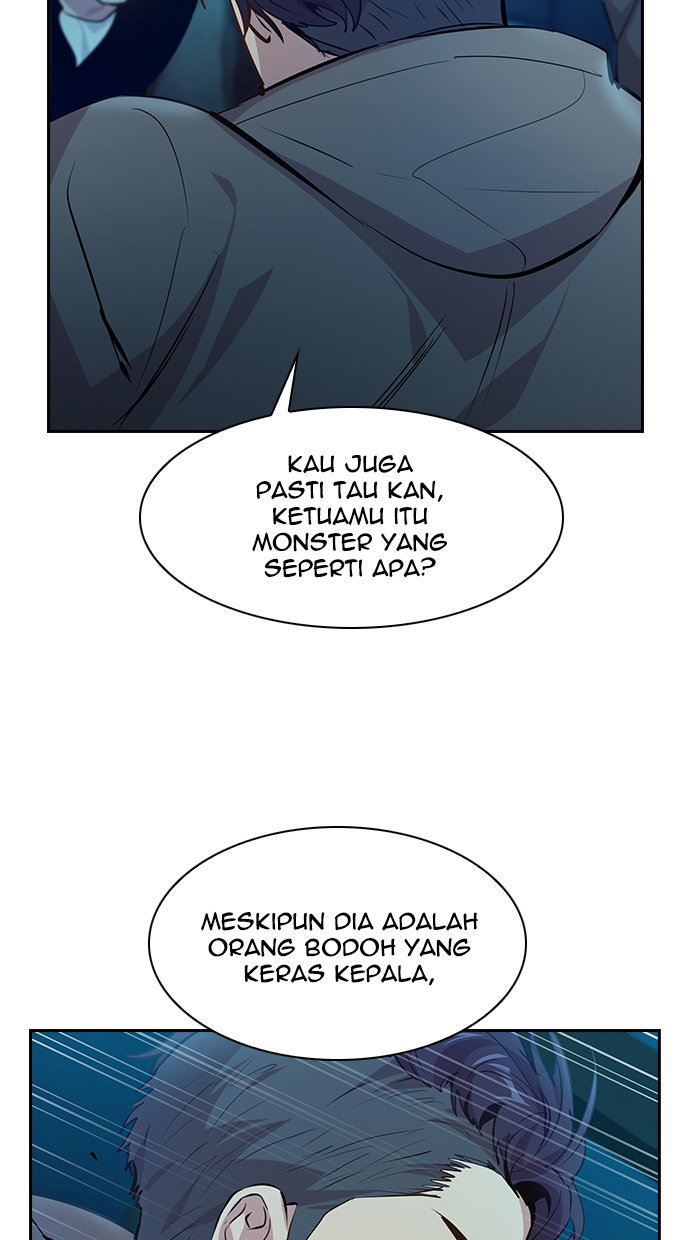 KAU JUGA
PASTI TAU KAN,
KETUAMU ITU
MONSTER YANG
SEPERTI APA?
MESKIPUN DIA ADALAH
ORANG BODOH YANG
KERAS KEPALA,